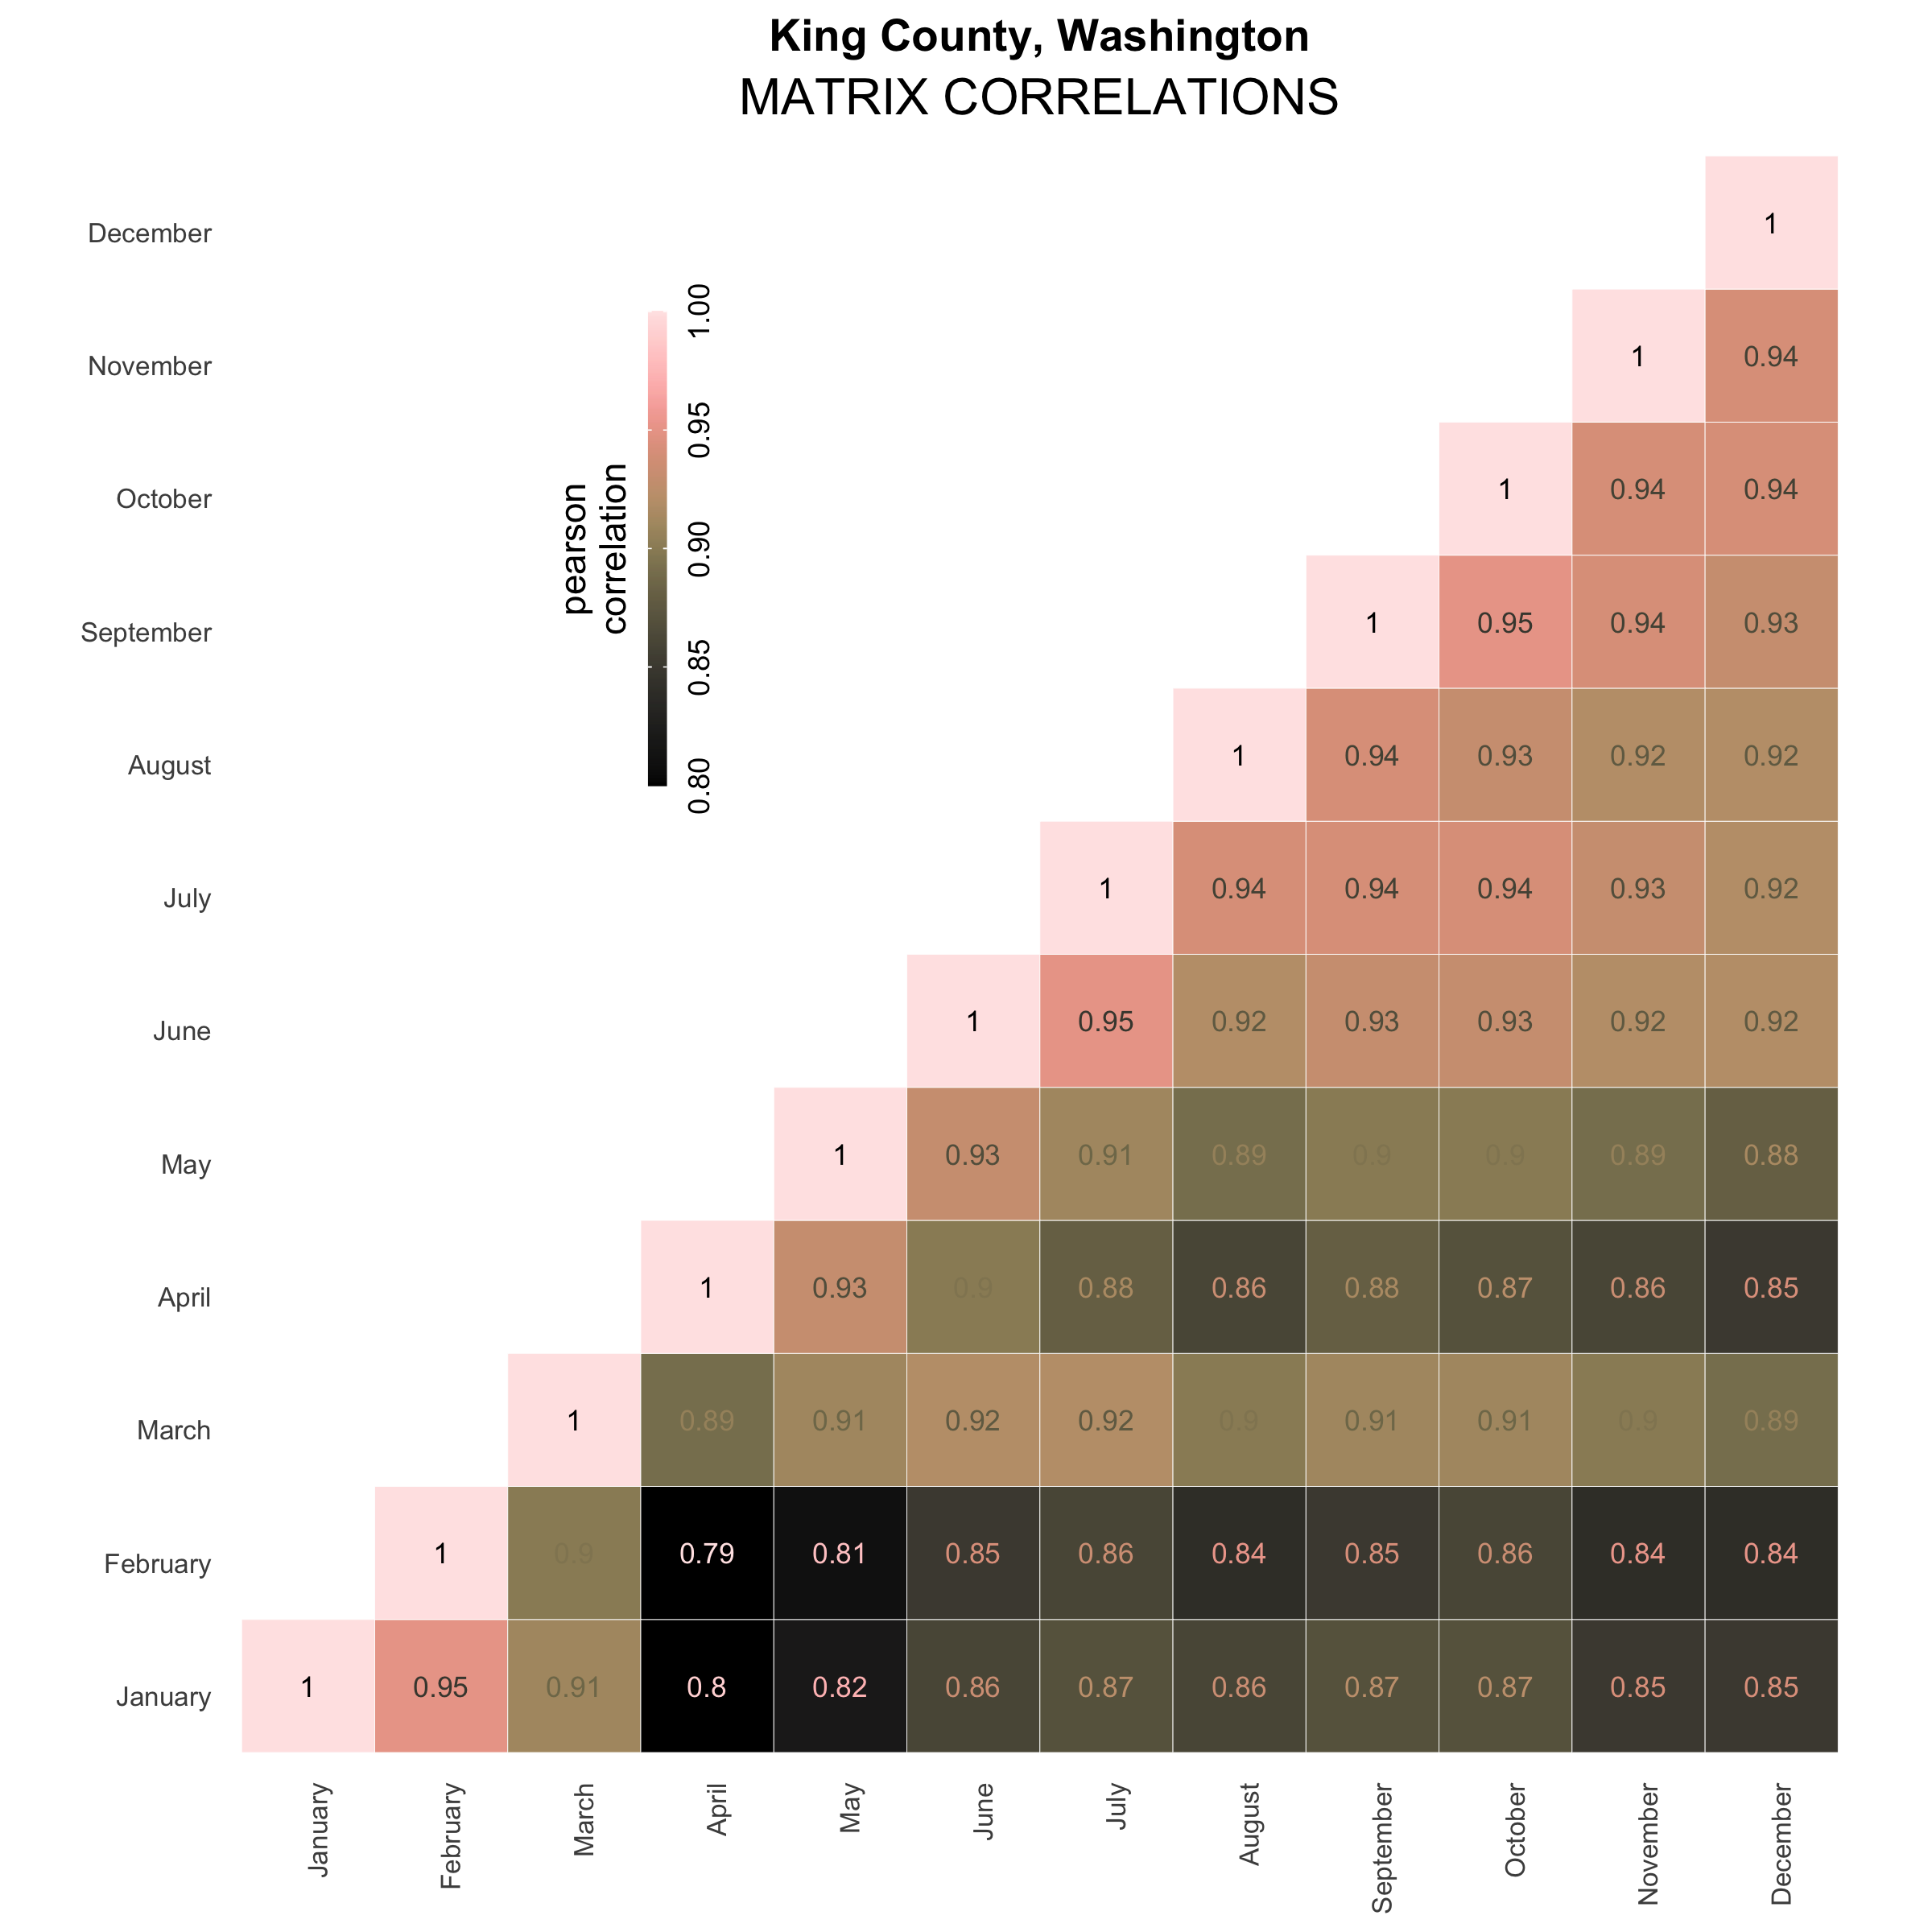 King County, Washington
MATRIX CORRELATIONS
December 1
November 1 0.94
October 1 0.94 0.94
September 1 0.95 0.94 0.93
August 1 0.94 0.93 0.92 0.92
July 1 0.94 0.94 0.94 0.93 0.92
June 1 0.95 0.92 0.93 0.93 0.92 0.92
May 1 0.93 0.91 0.89 0.9 0.9 0.89 0.88
April 1 0.93 0.9 0.88 0.86 0.88 0.87 0.86 0.85
March 1 0.89 0.91 0.92 0.92 0.9 0.91 0.91 0.9 0.89
February 1 0.9 0.79 0.81 0.85 0.86 0.84 0.85 0.86 0.84 0.84
January 1 0.95 0.91 0.8 0.82 0.86 0.87 0.86 0.87 0.87 0.85 0.85
January February March April May June July August September October November December
pearson
correlation
0.80 0.85 0.90 0.95 1.00